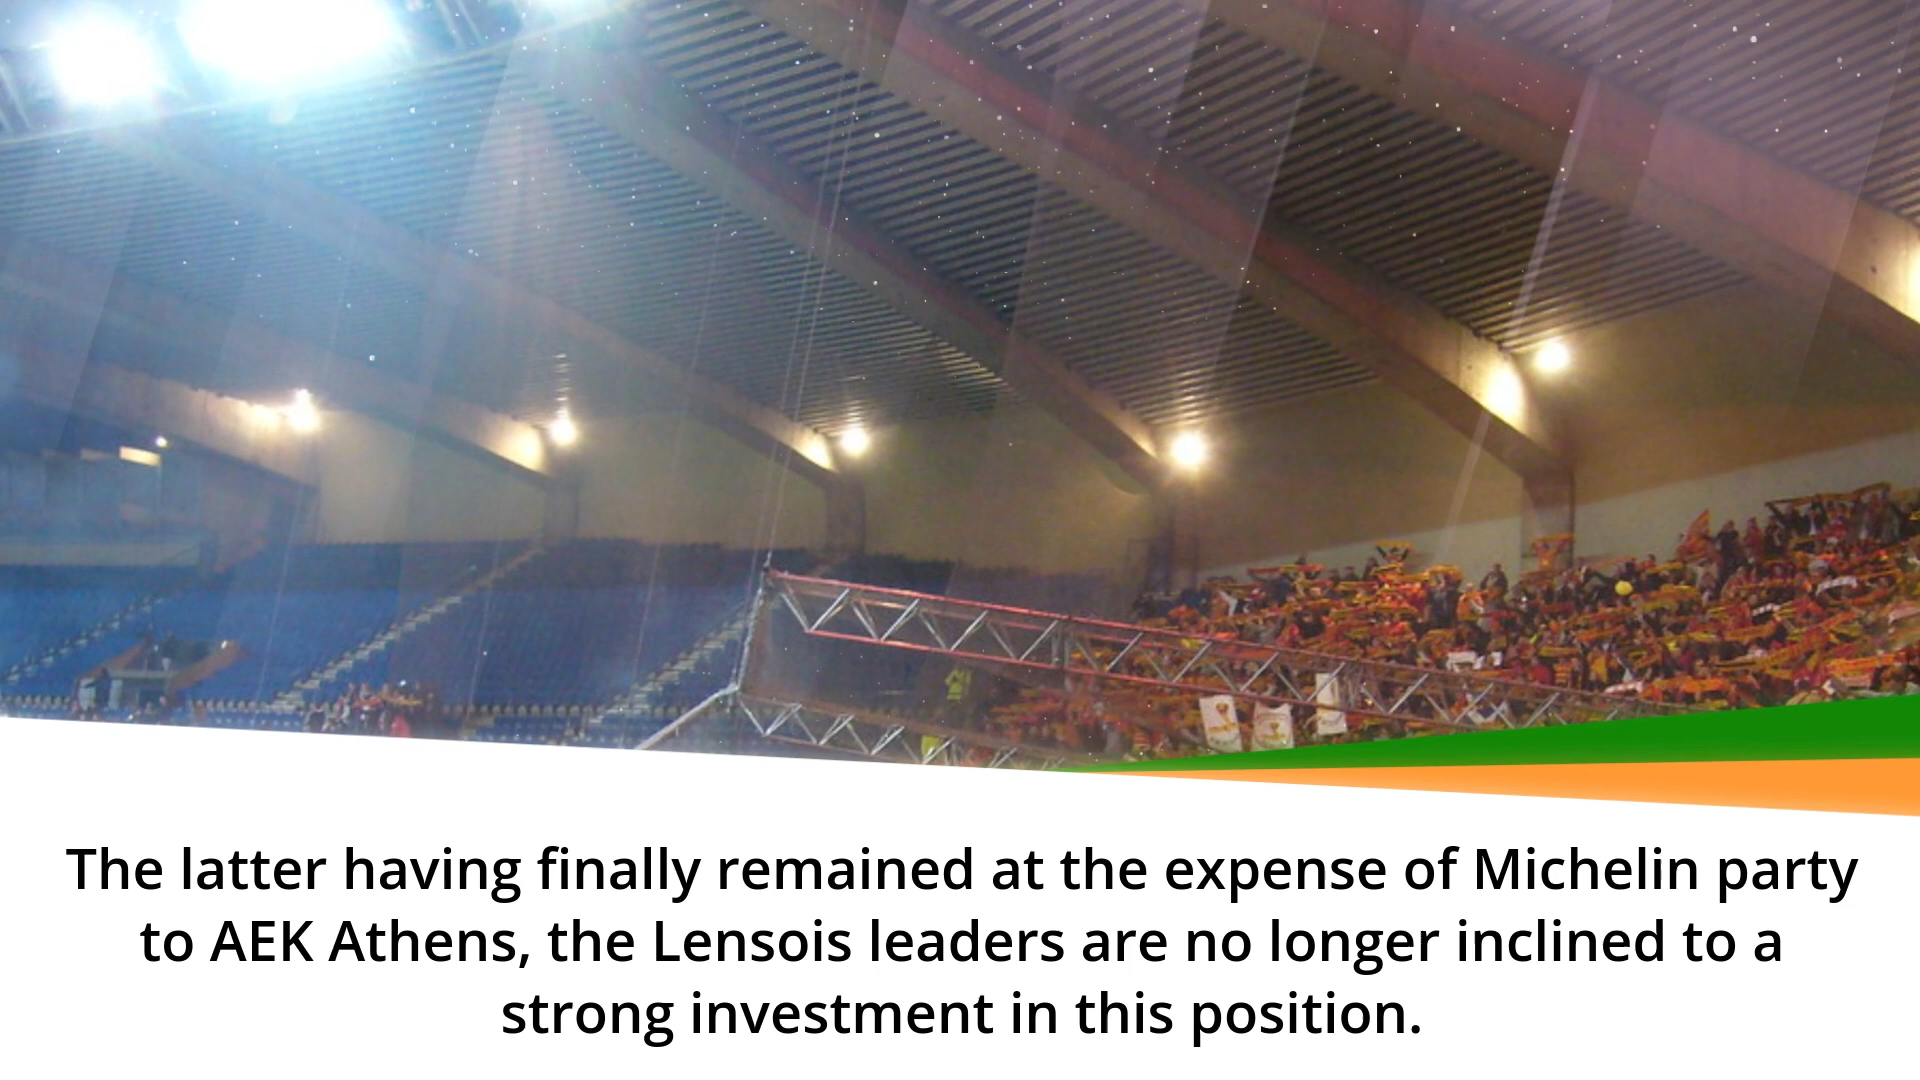 The latter having finally remained at the expense of Michelin party
to AEK Athens, the Lensois leaders are no longer inclined to a
strong investment in this position.